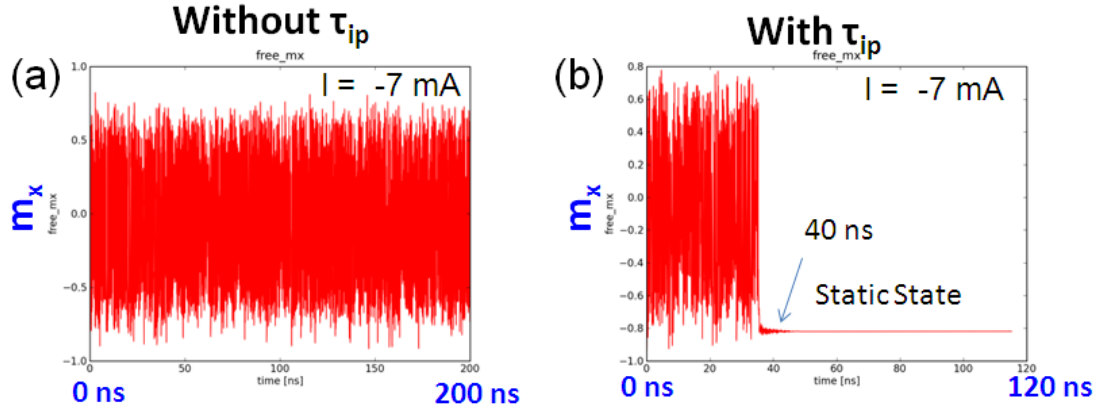 Without τip
free_mx
(a)
I = -7 mA
1.0
0.5
0.0
−0.5
−1.0
mx
free_mx
0
50
100
150
200
time [ns]
0 ns
200 ns
With τip
free_mx
(b)
I = -7 mA
0.8
0.6
0.4
0.2
0.0
−0.2
−0.4
−0.6
−0.8
−1.0
mx
free_mx
40 ns
Static State
0
20
40
60
80
100
120
time [ns]
0 ns
120 ns